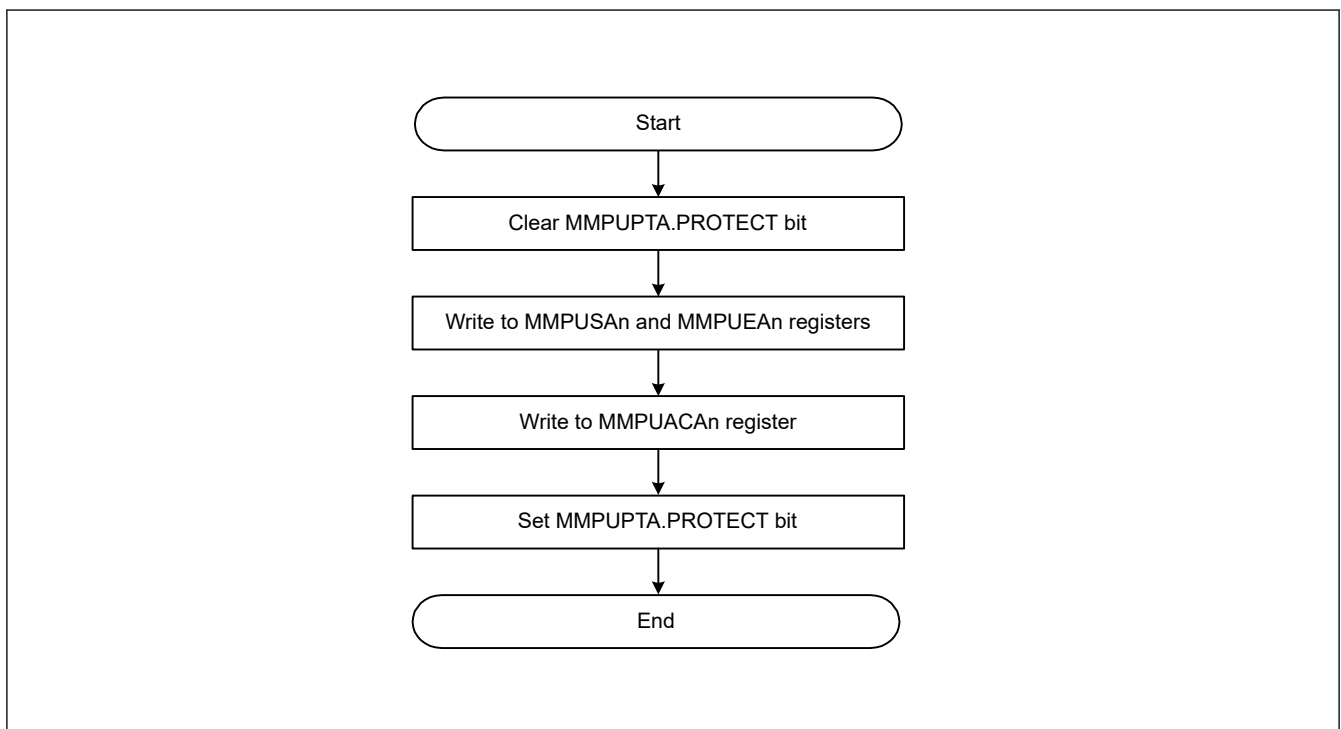 Start
Clear MMPUPTA.PROTECT bit
Write to MMPUSAn and MMPUEAn registers
Write to MMPUACAn register
Set MMPUPTA.PROTECT bit
End